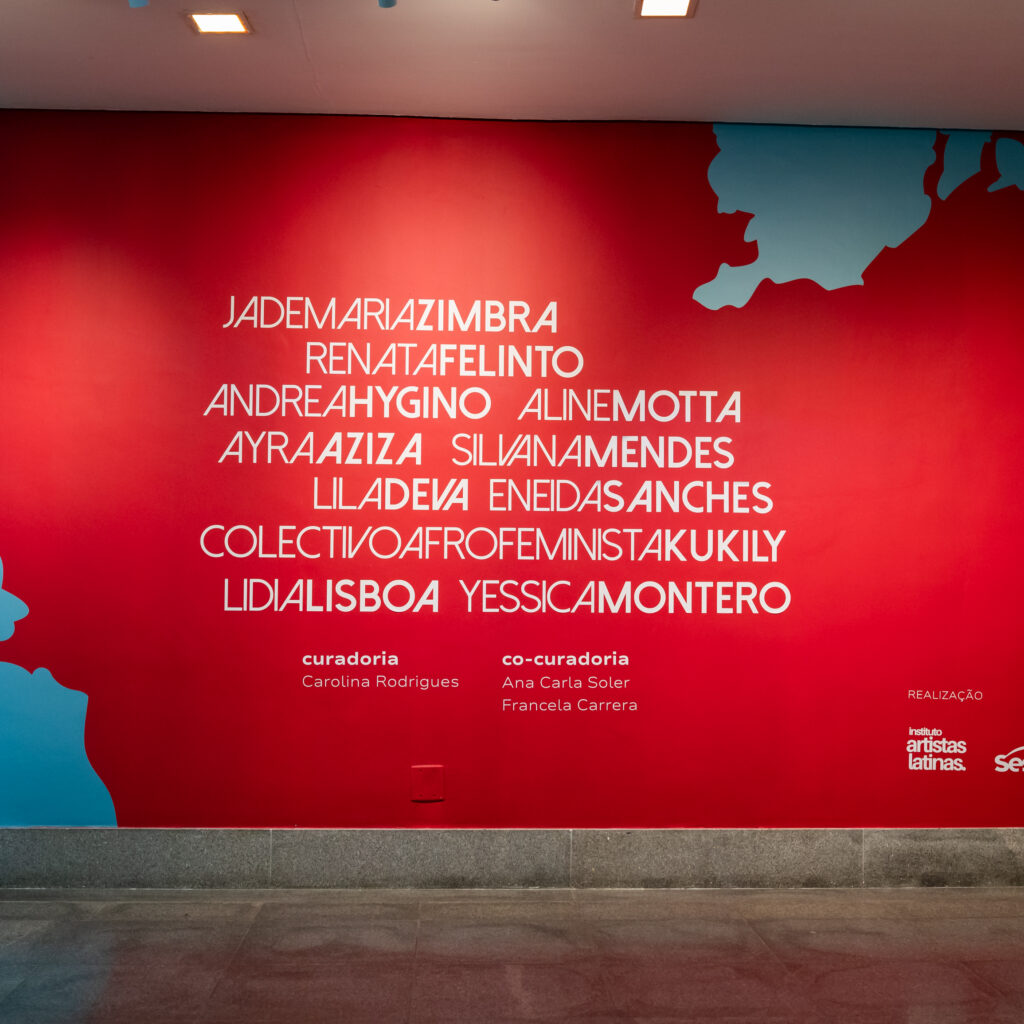 JADEMARIAZIMBRA
RENATAFELINTO
ANDREAHYGINO ALINEMOTTA
AYRAAZIZA SILVANAMENDES
LILADEVA ENEIDASANCHES
COLECTIVOAFROFEMINISTAKUKILY
LIDIALISBOA YESSICAMONTERO
curadoria
Carolina Rodrigues
co-curadoria
Ana Carla Soler
Francela Carrera
REALIZAÇÃO
instituto
artistas
latinas.